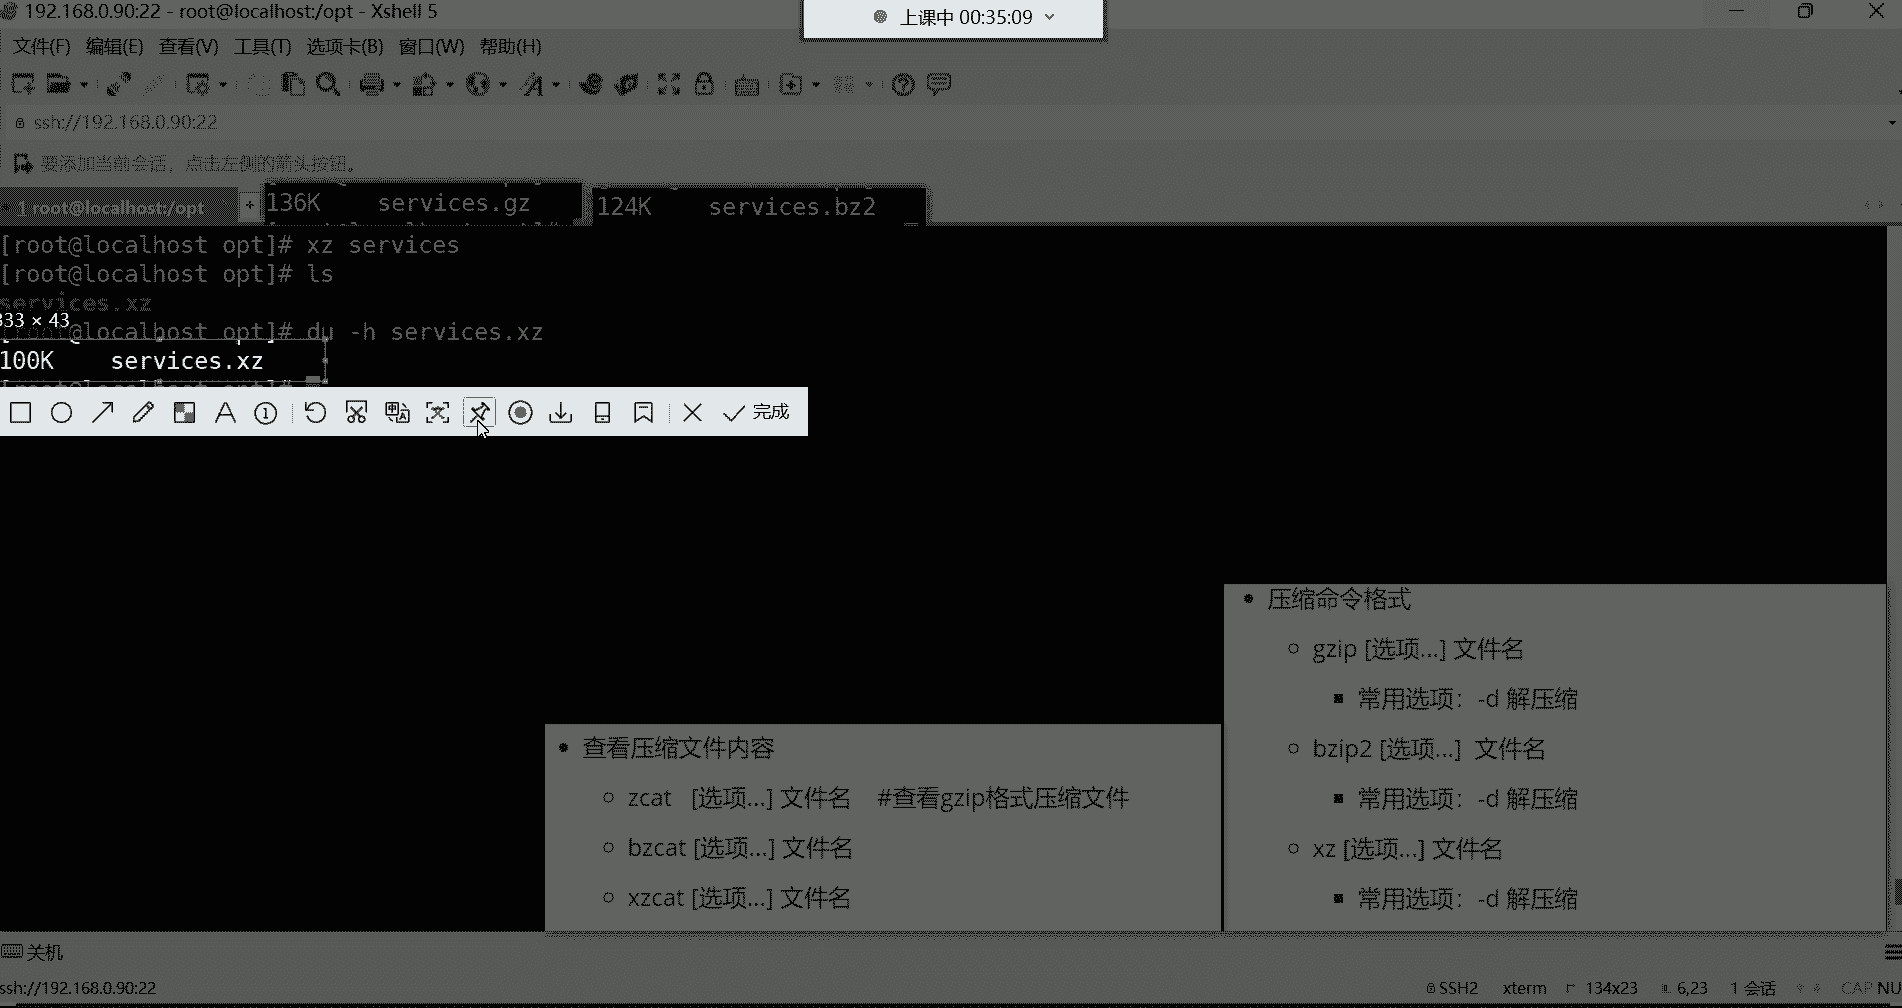 192.168.0.90:22 - root@localhost:/opt - Xshell 5
上课中 00:35:09
文件(F) 编辑(E) 查看(V) 工具(T) 选项卡(B) 窗口(W) 帮助(H)
ssh://192.168.0.90:22
要添加当前会话，点击左侧的箭头按钮。
1 root@localhost:/opt
136K services.gz
124K services.bz2
[root@localhost opt]# xz services
[root@localhost opt]# ls
services.xz
333 × 43
[root@localhost opt]# du -h services.xz
100K services.xz
完成
压缩命令格式
gzip [选项...] 文件名
常用选项：-d 解压缩
bzip2 [选项...] 文件名
常用选项：-d 解压缩
xz [选项...] 文件名
常用选项：-d 解压缩
查看压缩文件内容
zcat [选项...] 文件名 #查看gzip格式压缩文件
bzcat [选项...] 文件名
xzcat [选项...] 文件名
关机
ssh://192.168.0.90:22
SSH2 xterm 134x23 6,23 1 会话 CAP NU